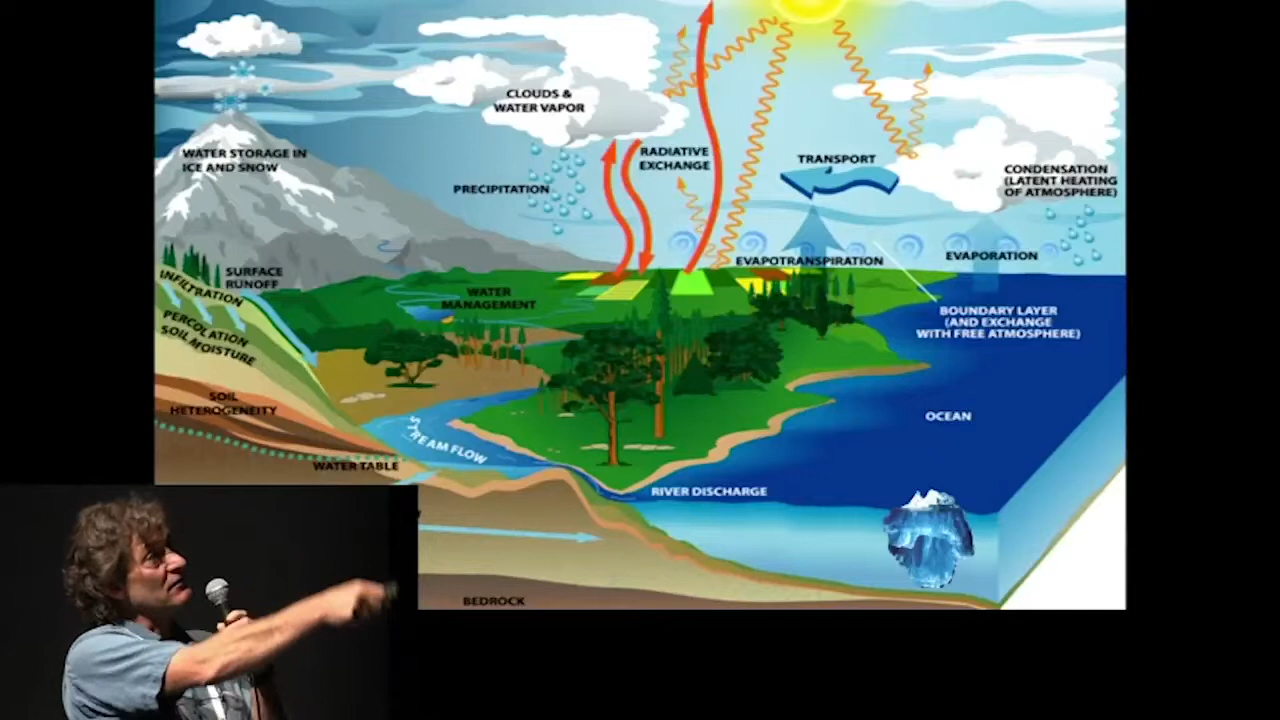 CLOUDS &
WATER VAPOR
WATER STORAGE IN
ICE AND SNOW
RADIATIVE
EXCHANGE
TRANSPORT
CONDENSATION
(LATENT HEATING
OF ATMOSPHERE)
PRECIPITATION
EVAPOTRANSPIRATION
EVAPORATION
SURFACE
RUNOFF
INFILTRATION
WATER
MANAGEMENT
BOUNDARY LAYER
(AND EXCHANGE
WITH FREE ATMOSPHERE)
PERCOLATION
SOIL MOISTURE
SOIL
HETEROGENEITY
OCEAN
STREAM FLOW
WATER TABLE
RIVER DISCHARGE
BEDROCK